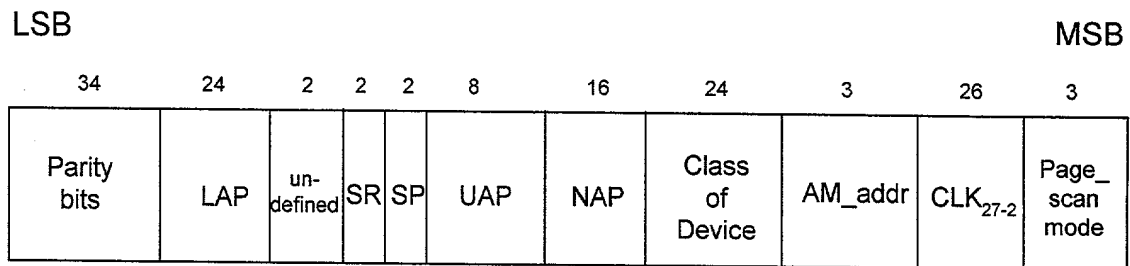 LSB
MSB
34 24 2 2 2 8 16 24 3 26 3
Parity
bits
LAP
un-
defined
SR
SP
UAP
NAP
Class
of
Device
AM_addr
CLK27-2
Page_
scan
mode